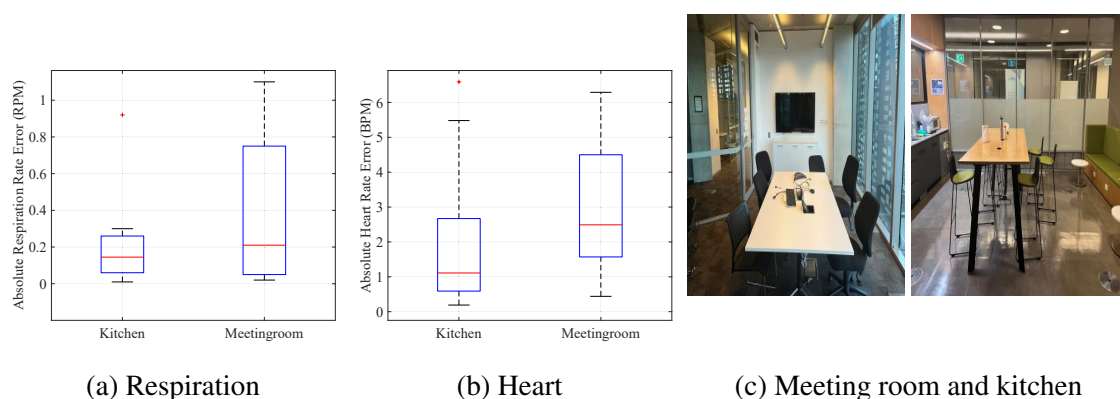 Absolute Respiration Rate Error (RPM)
1
0.8
0.6
0.4
0.2
0
Kitchen Meetingroom
(a) Respiration
Absolute Heart Rate Error (BPM)
6
5
4
3
2
1
0
Kitchen Meetingroom
(b) Heart
(c) Meeting room and kitchen